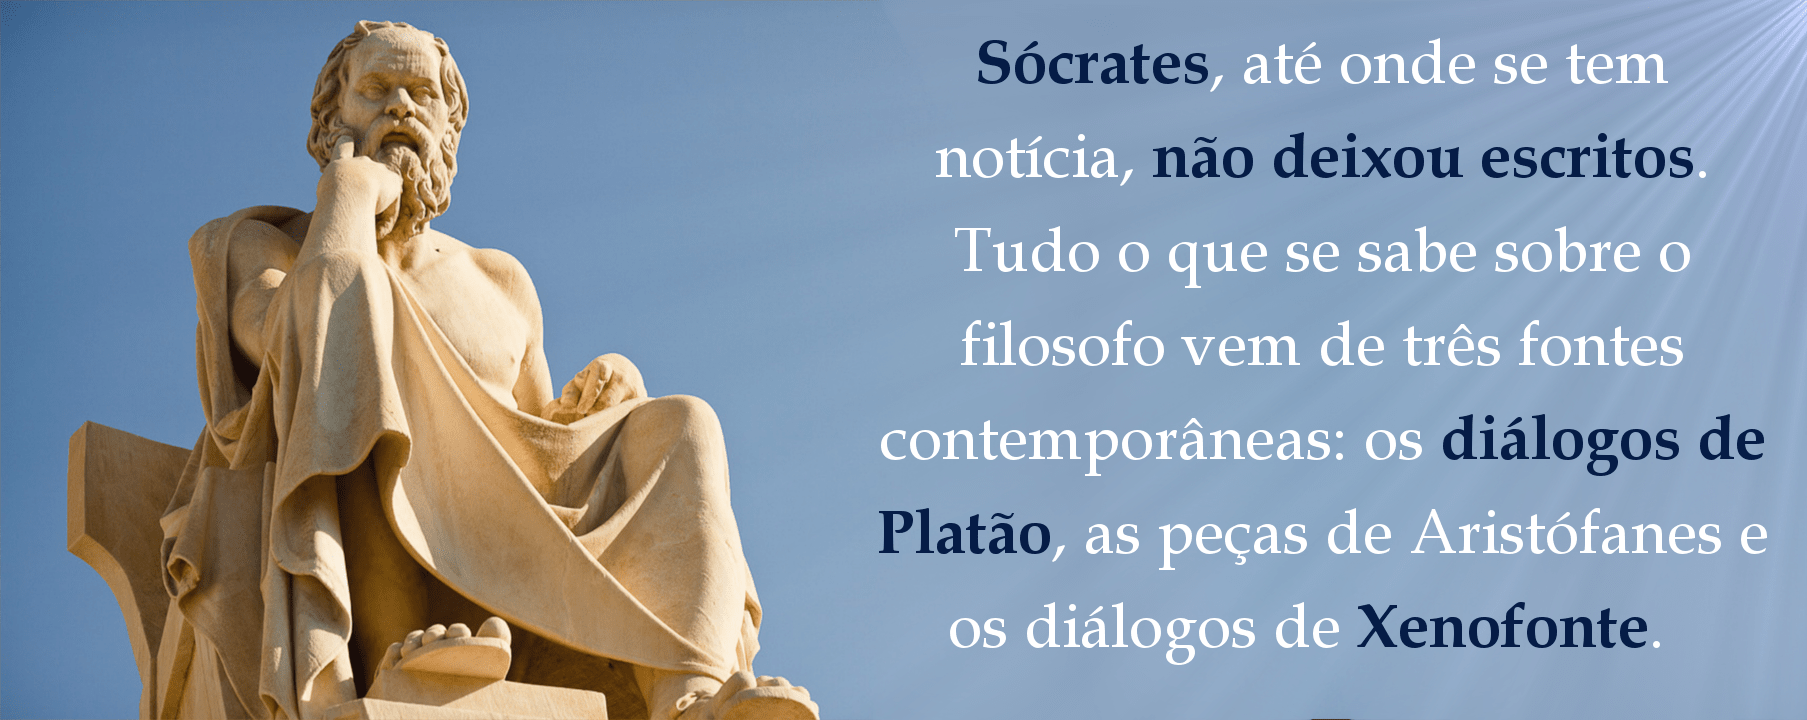 Sócrates, até onde se tem
notícia, não deixou escritos.
Tudo o que se sabe sobre o
filosofo vem de três fontes
contemporâneas: os diálogos de
Platão, as peças de Aristófanes e
os diálogos de Xenofonte.